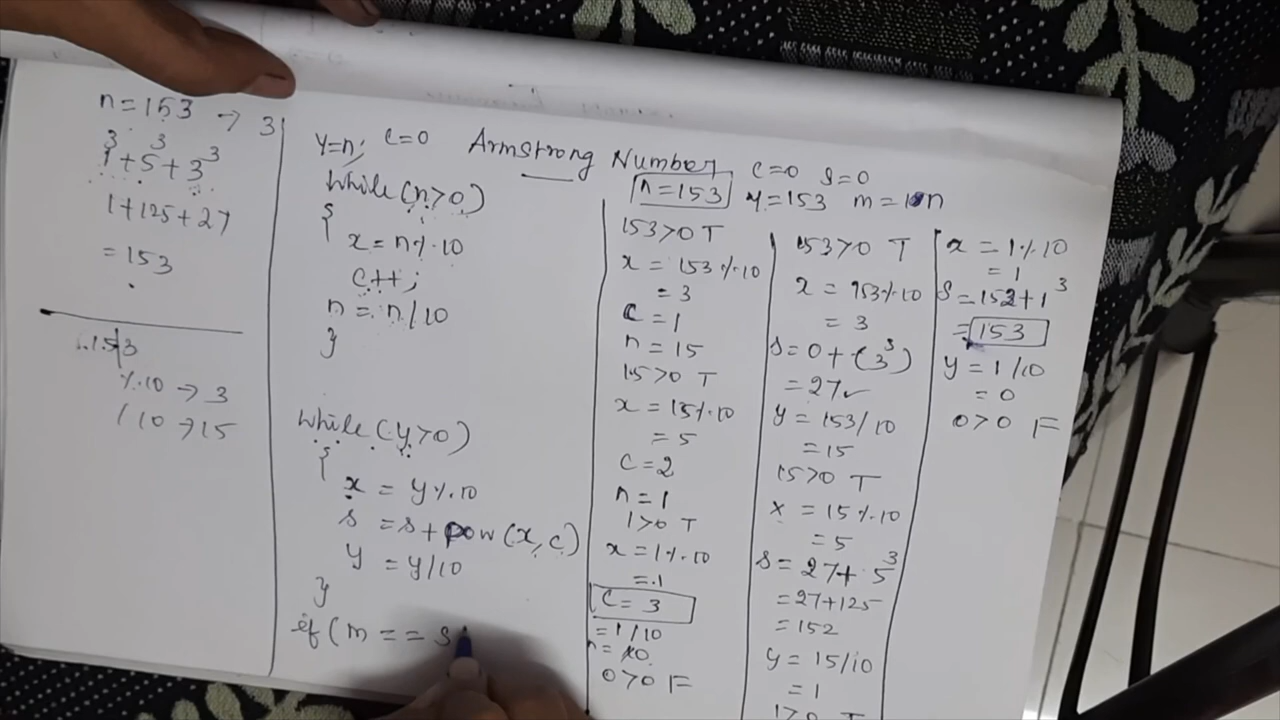 n=153 → 3
1³+5³+3³
1+125+27
=153
153
%10 → 3
/10 → 15
Armstrong Number
y=n; c=0
while(n>0)
{
x=n%10
c++;
n=n/10
}
while(y>0)
{
x = y%10
s = s+pow(x,c)
y = y/10
}
if(m==s
c=0 s=0
n=153 y=153 m=n
153>0 T
x = 153%10
= 3
c=1
n=15
15>0 T
x=15%10
=5
c=2
n=1
1>0 T
x=1%10
=1
c=3
=1/10
n=0
0>0 F
153>0 T
x = 153%10
= 3
s=0+(3³)
=27✓
y=153/10
=15
15>0 T
x=15%10
=5
s=27+5³
=27+125
=152
y=15/10
=1
1>0 T
x=1%10
=1
s=152+1³
=153
y=1/10
=0
0>0 F